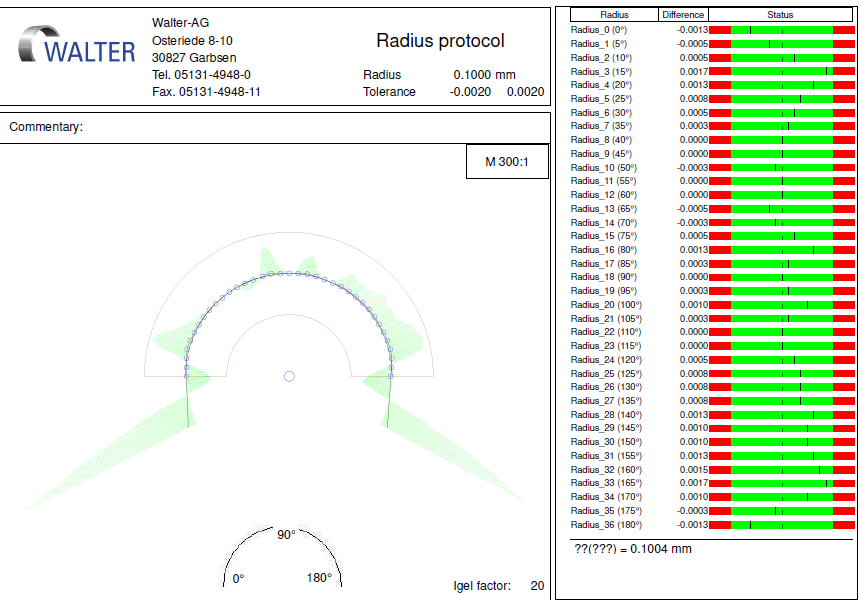 WALTER
Walter-AG
Osteriede 8-10
30827 Garbsen
Tel. 05131-4948-0
Fax. 05131-4948-11
Radius protocol
Radius 0.1000 mm
Tolerance -0.0020 0.0020
Commentary:
M 300:1
90°
0° 180°
Igel factor: 20
Radius Difference Status
Radius_0 (0°) -0.0013
Radius_1 (5°) -0.0005
Radius_2 (10°) 0.0005
Radius_3 (15°) 0.0017
Radius_4 (20°) 0.0013
Radius_5 (25°) 0.0008
Radius_6 (30°) 0.0005
Radius_7 (35°) 0.0003
Radius_8 (40°) 0.0000
Radius_9 (45°) 0.0000
Radius_10 (50°) -0.0003
Radius_11 (55°) 0.0000
Radius_12 (60°) 0.0000
Radius_13 (65°) -0.0005
Radius_14 (70°) -0.0003
Radius_15 (75°) 0.0005
Radius_16 (80°) 0.0013
Radius_17 (85°) 0.0003
Radius_18 (90°) 0.0000
Radius_19 (95°) 0.0003
Radius_20 (100°) 0.0010
Radius_21 (105°) 0.0003
Radius_22 (110°) 0.0000
Radius_23 (115°) 0.0000
Radius_24 (120°) 0.0005
Radius_25 (125°) 0.0008
Radius_26 (130°) 0.0008
Radius_27 (135°) 0.0008
Radius_28 (140°) 0.0013
Radius_29 (145°) 0.0010
Radius_30 (150°) 0.0010
Radius_31 (155°) 0.0013
Radius_32 (160°) 0.0015
Radius_33 (165°) 0.0017
Radius_34 (170°) 0.0010
Radius_35 (175°) -0.0003
Radius_36 (180°) -0.0013
??(???) = 0.1004 mm